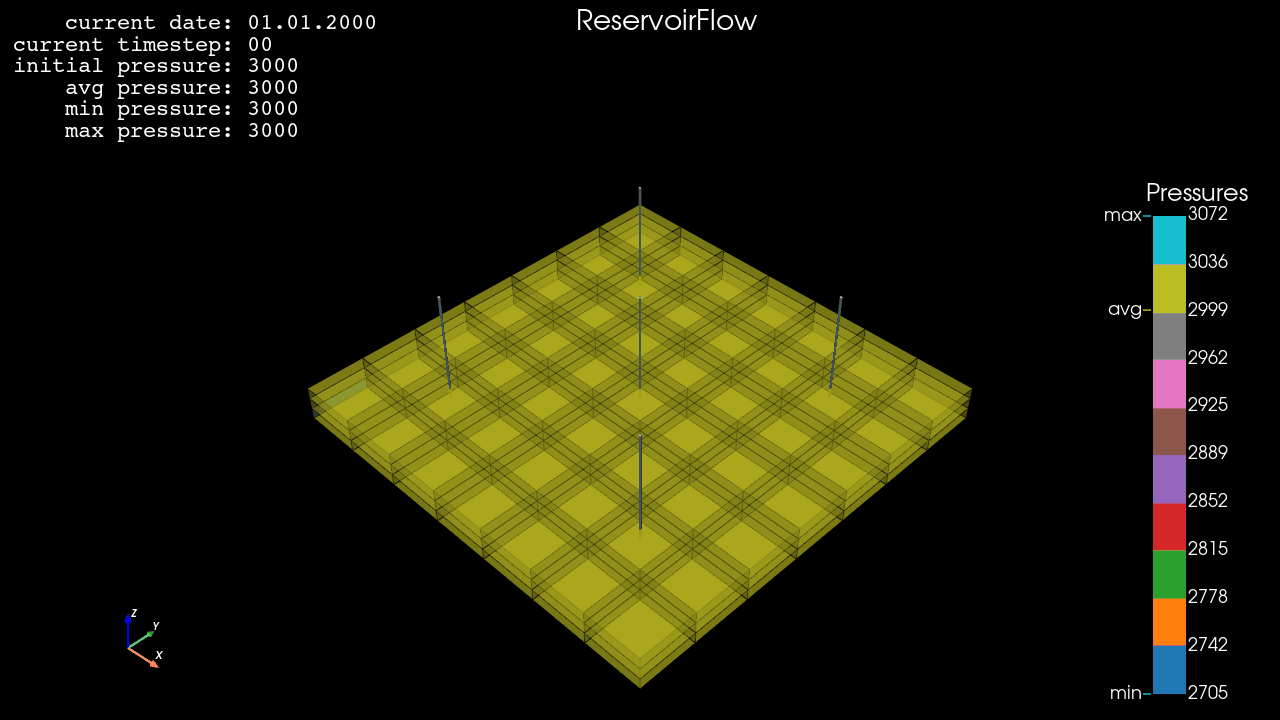 ReservoirFlow
current date: 01.01.2000
current timestep: 00
initial pressure: 3000
avg pressure: 3000
min pressure: 3000
max pressure: 3000
Pressures
max 3072
3036
avg 2999
2962
2925
2889
2852
2815
2778
2742
min 2705
Z
Y
X